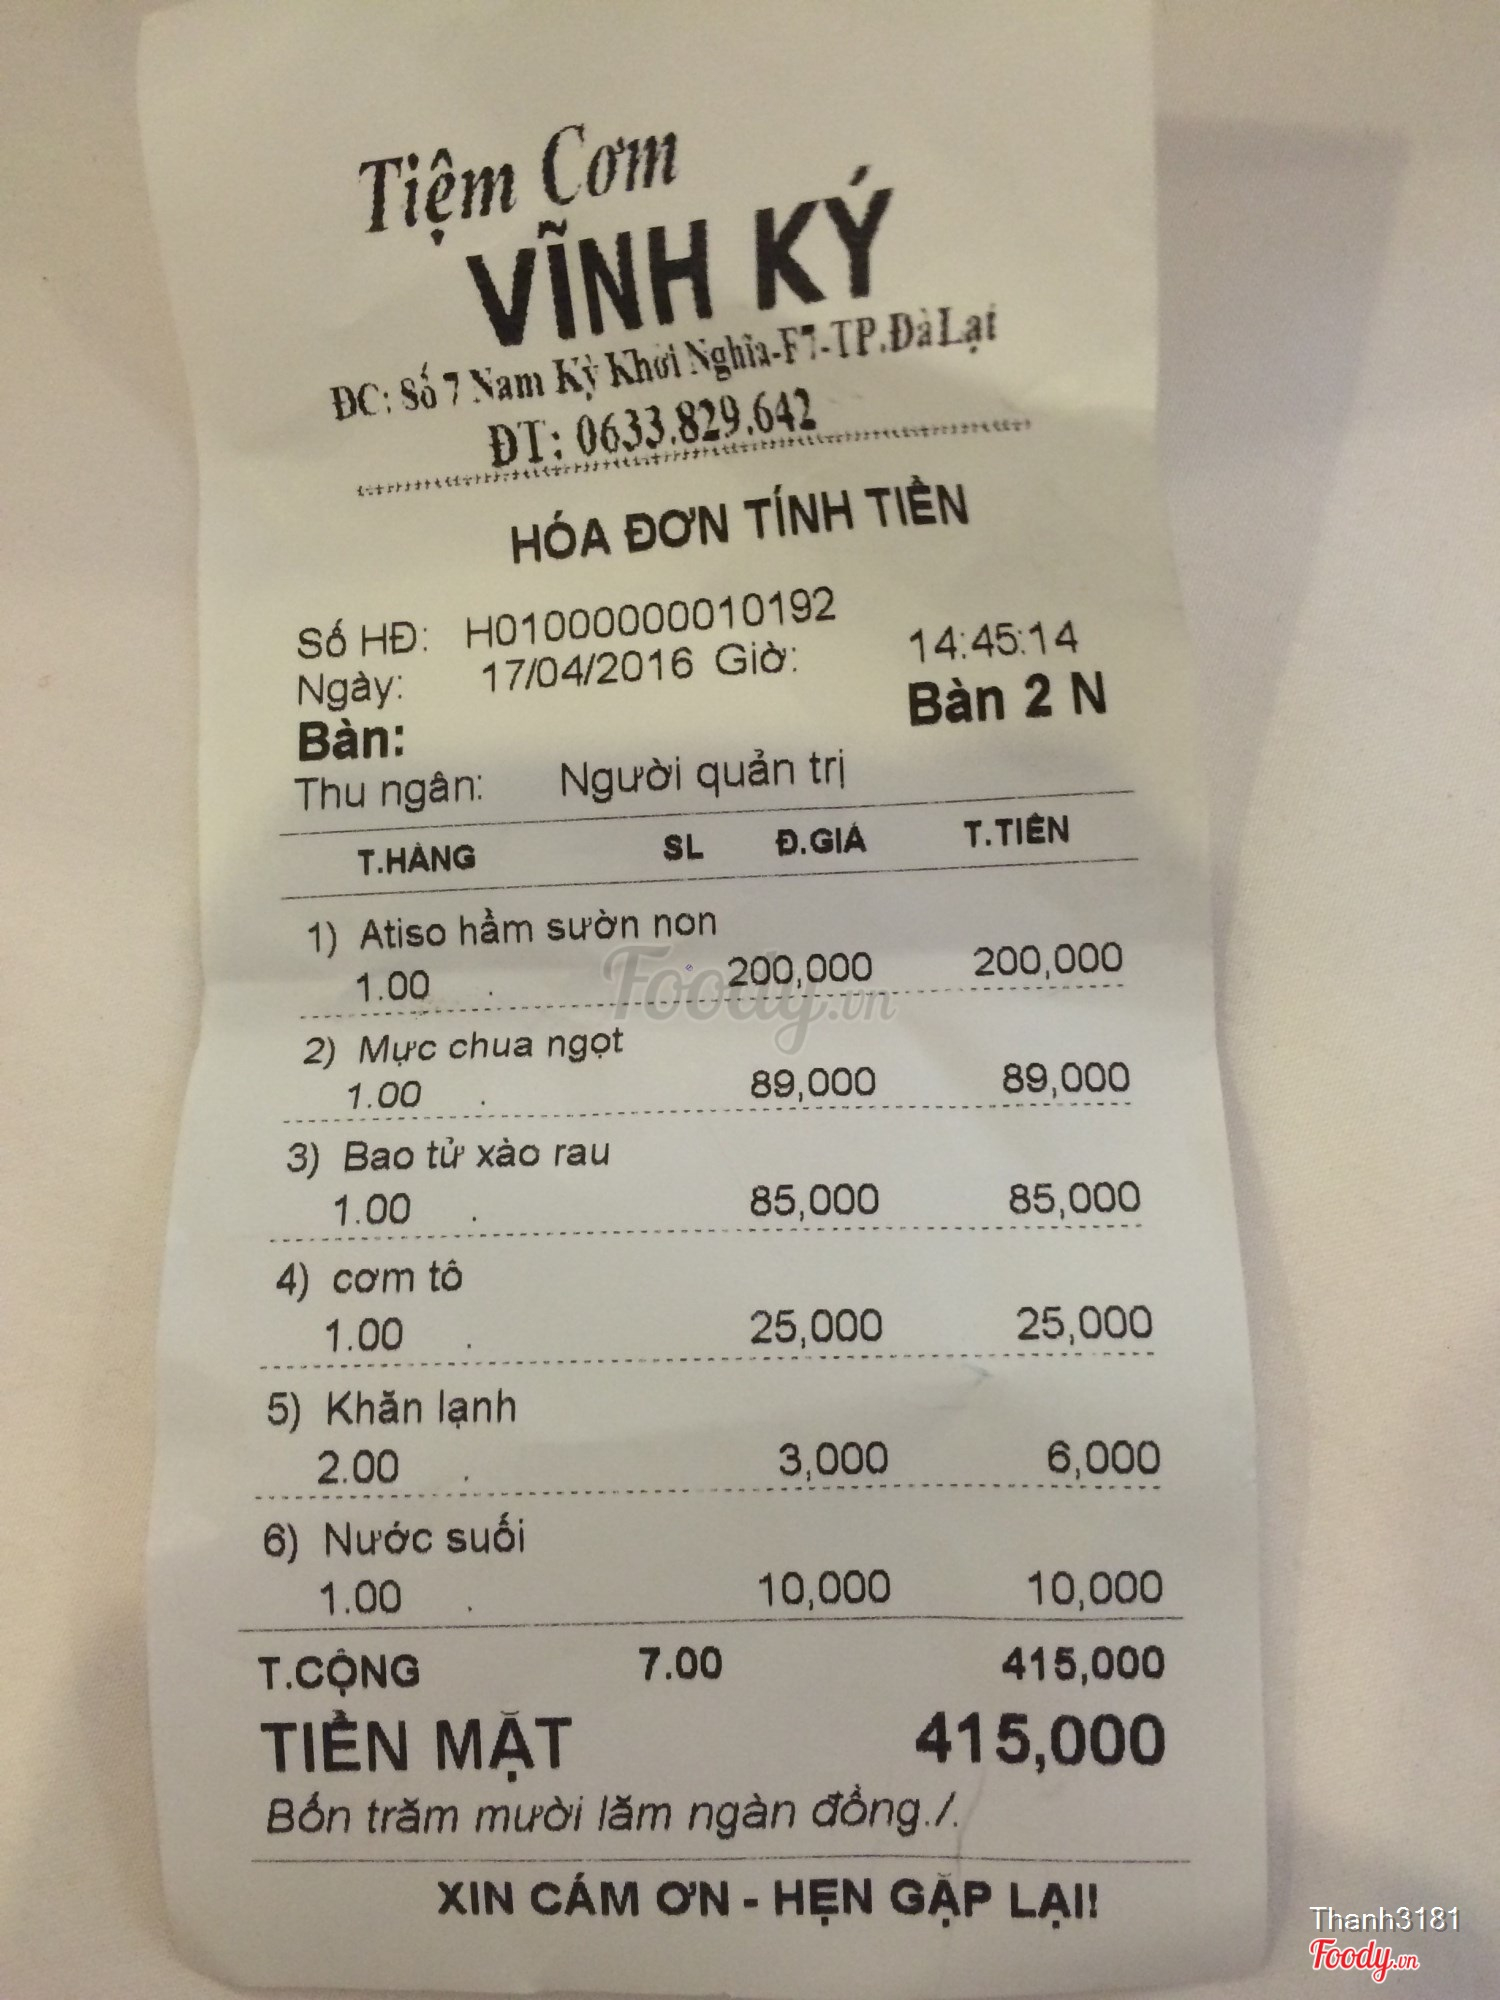 Tiệm Cơm
VĨNH KÝ
ĐC: Số 7 Nam Kỳ Khởi Nghĩa-F7-TP.Đà Lạt
ĐT: 0633.829.642
HÓA ĐƠN TÍNH TIỀN
Số HĐ: H01000000010192
Ngày: 17/04/2016 Giờ: 14:45:14
Bàn: Bàn 2 N
Thu ngân: Người quản trị
T.HÀNG SL Đ.GIÁ T.TIỀN
1) Atiso hầm sườn non
1.00 . 200,000 200,000
2) Mực chua ngọt
1.00 . 89,000 89,000
3) Bao tử xào rau
1.00 . 85,000 85,000
4) cơm tô
1.00 . 25,000 25,000
5) Khăn lạnh
2.00 . 3,000 6,000
6) Nước suối
1.00 . 10,000 10,000
T.CỘNG 7.00 415,000
TIỀN MẶT 415,000
Bốn trăm mười lăm ngàn đồng./.
XIN CÁM ƠN - HẸN GẶP LẠI!
Foody.vn
Thanh3181
Foody.vn